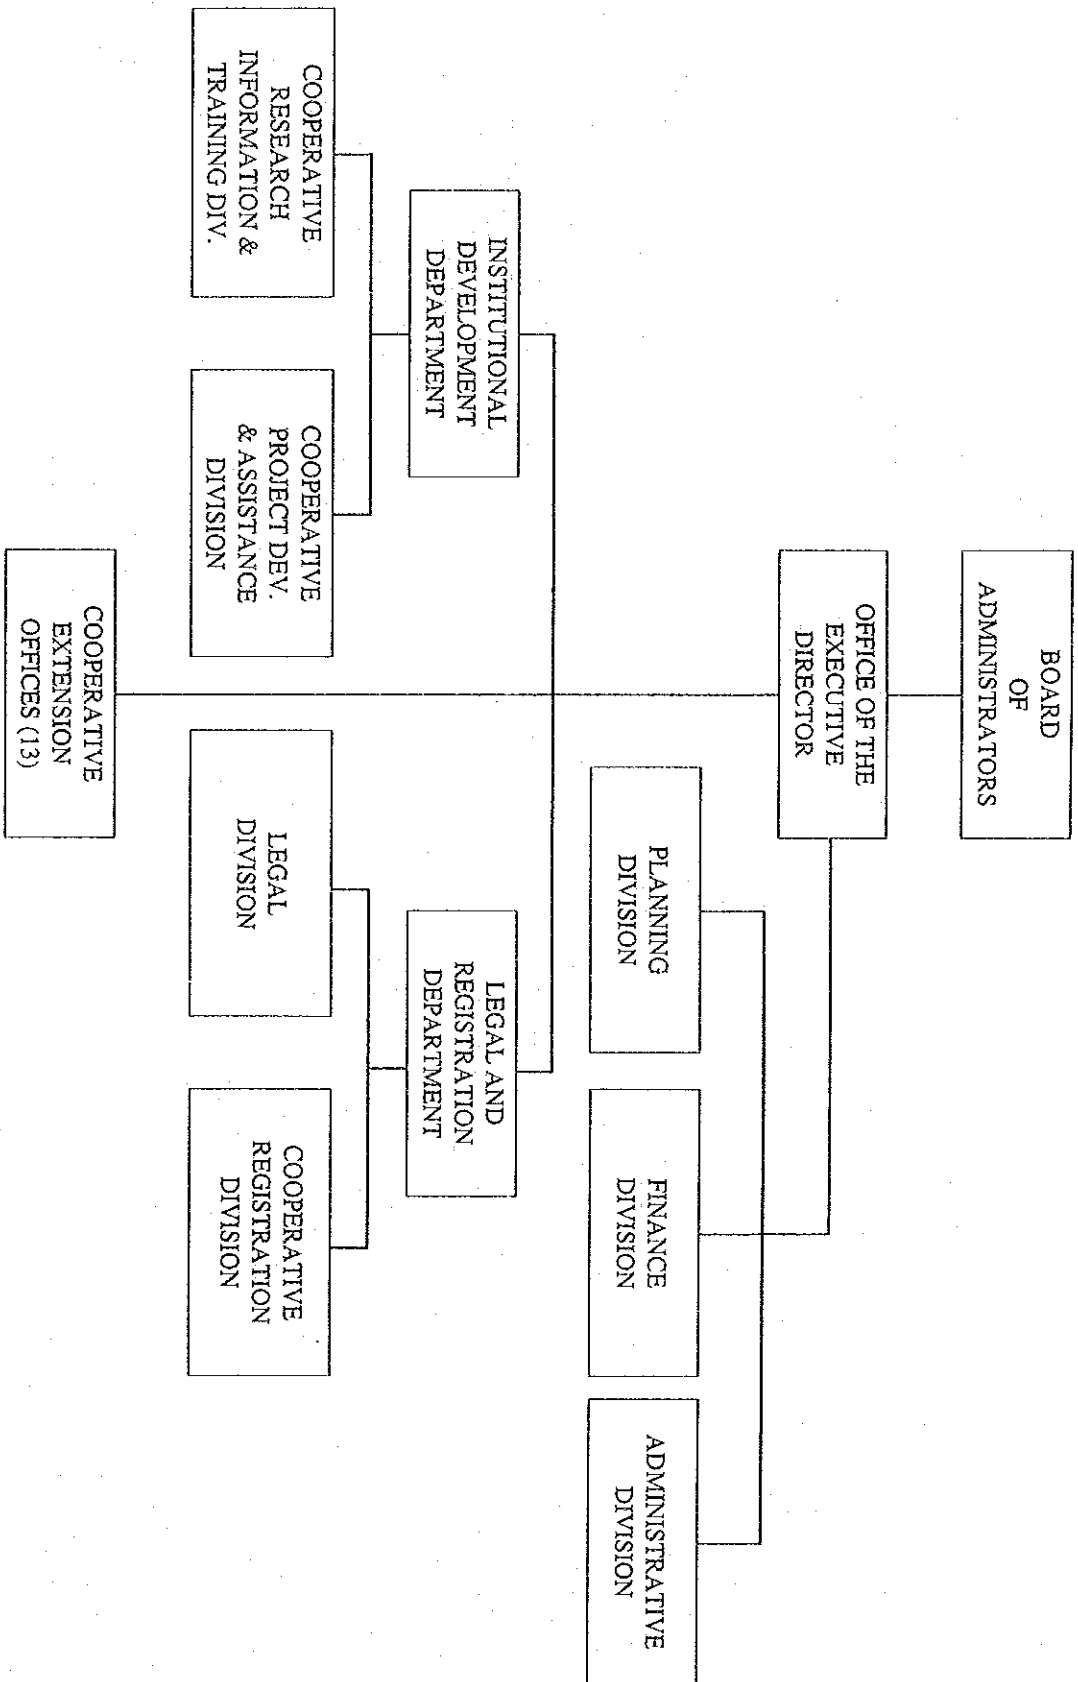 BOARD
OF
ADMINISTRATORS
OFFICE OF THE
EXECUTIVE
DIRECTOR
PLANNING
DIVISION
FINANCE
DIVISION
ADMINISTRATIVE
DIVISION
INSTITUTIONAL
DEVELOPMENT
DEPARTMENT
LEGAL AND
REGISTRATION
DEPARTMENT
COOPERATIVE
RESEARCH
INFORMATION &
TRAINING DIV.
COOPERATIVE
PROJECT DEV.
& ASSISTANCE
DIVISION
LEGAL
DIVISION
COOPERATIVE
REGISTRATION
DIVISION
COOPERATIVE
EXTENSION
OFFICES (13)